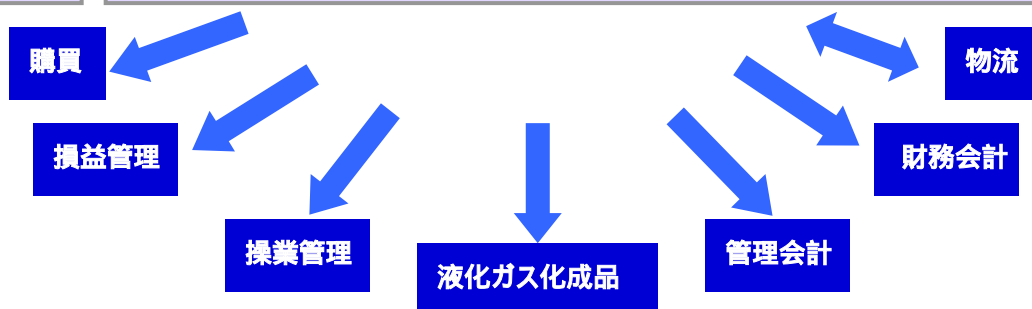 購買
物流
損益管理
財務会計
操業管理
管理会計
液化ガス化成品